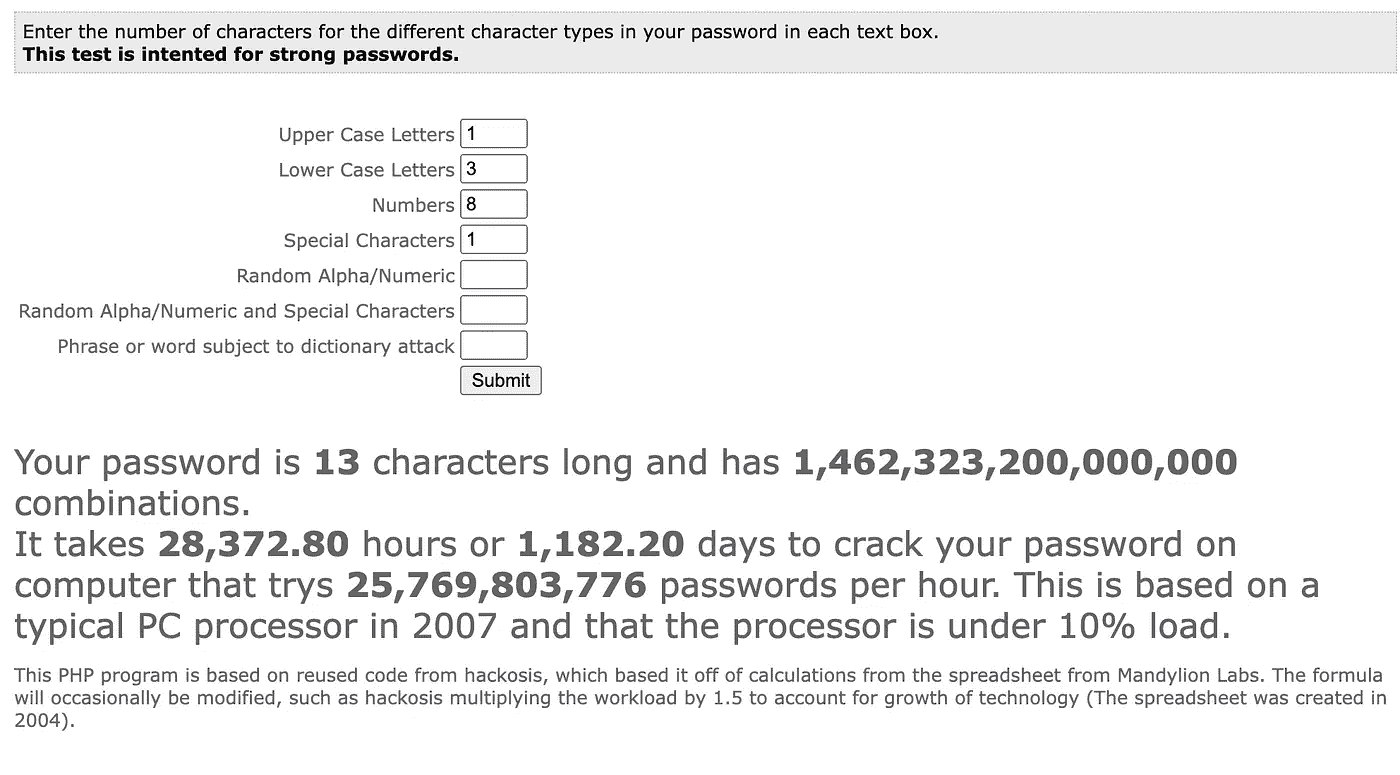 Enter the number of characters for the different character types in your password in each text box.
This test is intented for strong passwords.
Upper Case Letters 1
Lower Case Letters 3
Numbers 8
Special Characters 1
Random Alpha/Numeric
Random Alpha/Numeric and Special Characters
Phrase or word subject to dictionary attack
Submit
Your password is 13 characters long and has 1,462,323,200,000,000
combinations.
It takes 28,372.80 hours or 1,182.20 days to crack your password on
computer that trys 25,769,803,776 passwords per hour. This is based on a
typical PC processor in 2007 and that the processor is under 10% load.
This PHP program is based on reused code from hackosis, which based it off of calculations from the spreadsheet from Mandylion Labs. The formula
will occasionally be modified, such as hackosis multiplying the workload by 1.5 to account for growth of technology (The spreadsheet was created in
2004).